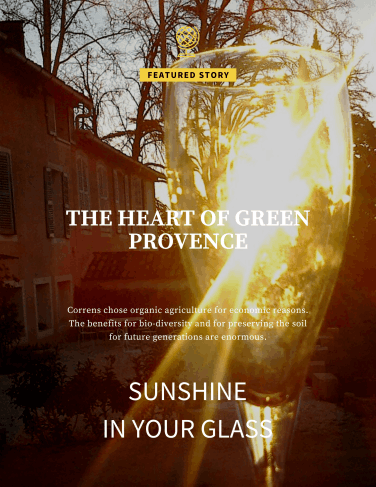 FEATURED STORY
THE HEART OF GREEN
PROVENCE
Correns chose organic agriculture for economic reasons.
The benefits for bio-diversity and for preserving the soil
for future generations are enormous.
SUNSHINE
IN YOUR GLASS